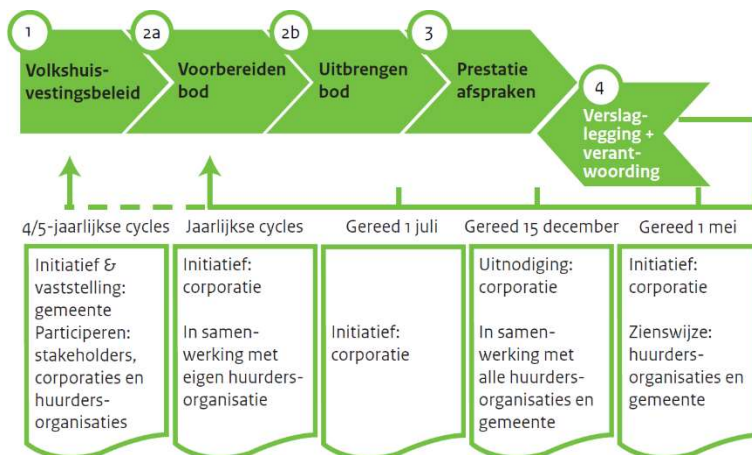 1
2a
2b
3
4
Volkshuis-
vestingsbeleid
Voorbereiden
bod
Uitbrengen
bod
Prestatie
afspraken
Verslag-
legging +
verant-
woording
4/5-jaarlijkse cycles
Jaarlijkse cycles
Gereed 1 juli
Gereed 15 december
Gereed 1 mei
Initiatief &
vaststelling:
gemeente
Participeren:
stakeholders,
corporaties en
huurders-
organisaties
Initiatief:
corporatie
In samen-
werking met
eigen huurders-
organisatie
Initiatief:
corporatie
Uitnodiging:
corporatie
In samen-
werking met
alle huurders-
organisaties en
gemeente
Initiatief:
corporatie
Zienswijze:
huurders-
organisaties en
gemeente